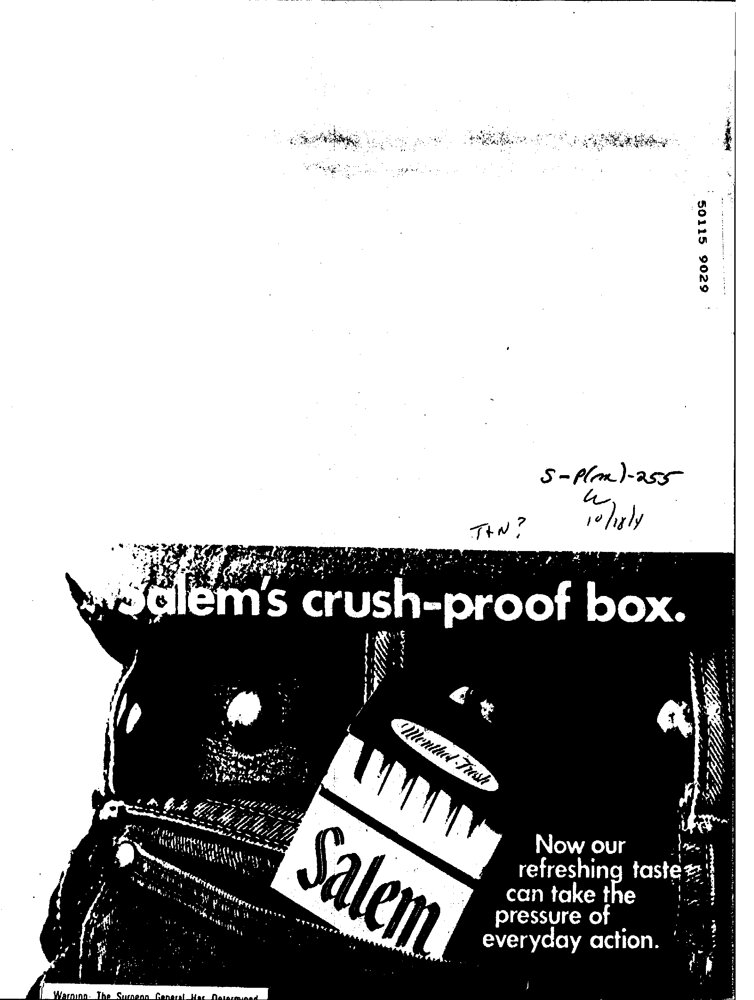 50115 9029
S-P(m)-255
10/18/4
T+N?
Salem's crush-proof box.
Menthol Fresh
Salem
Now our
refreshing taste
can take the
pressure of
everyday action.
Warning: The Surgeon General Has Determined